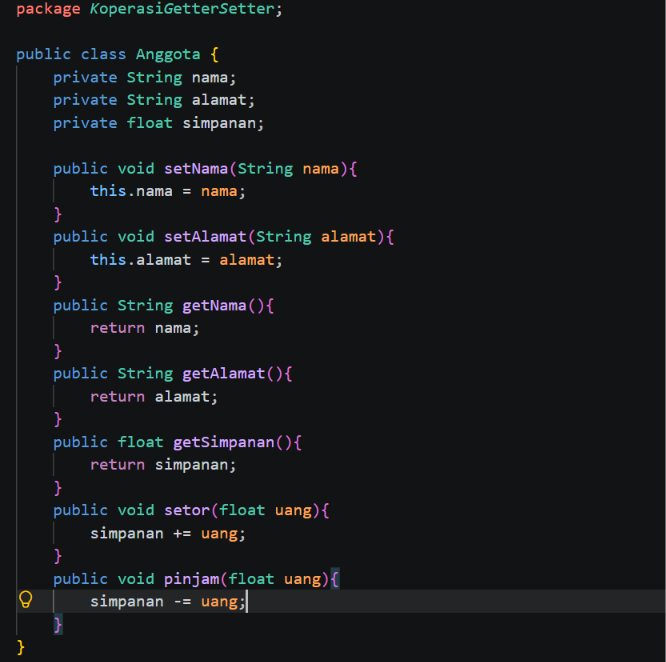 package KoperasiGetterSetter;

public class Anggota {
    private String nama;
    private String alamat;
    private float simpanan;

    public void setNama(String nama){
        this.nama = nama;
    }
    public void setAlamat(String alamat){
        this.alamat = alamat;
    }
    public String getNama(){
        return nama;
    }
    public String getAlamat(){
        return alamat;
    }
    public float getSimpanan(){
        return simpanan;
    }
    public void setor(float uang){
        simpanan += uang;
    }
    public void pinjam(float uang){
        simpanan -= uang;
    }
}